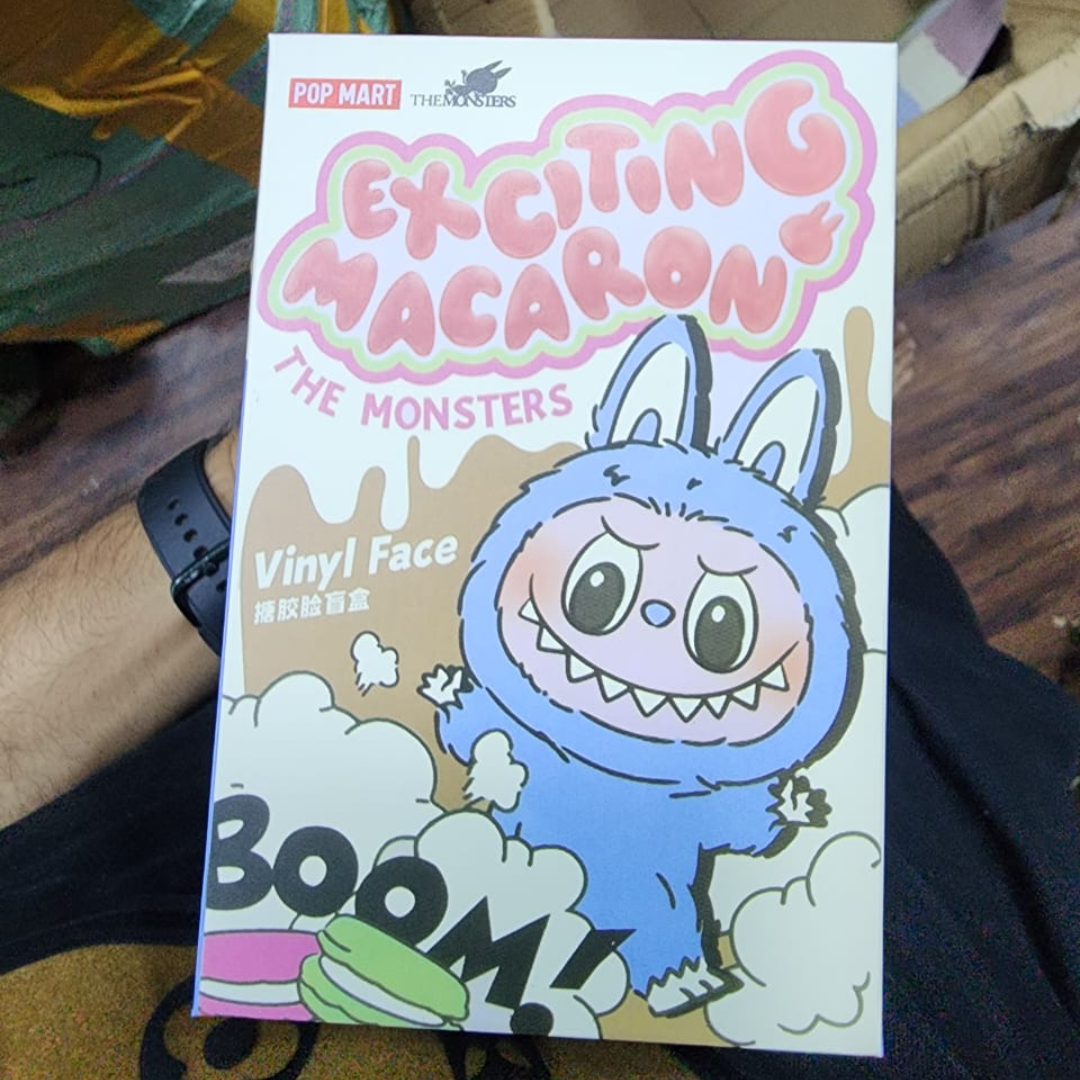 POP MART
THE MONSTERS
EXCITING
MACARON
THE MONSTERS
Vinyl Face
搪胶脸盲盒
BOOM!